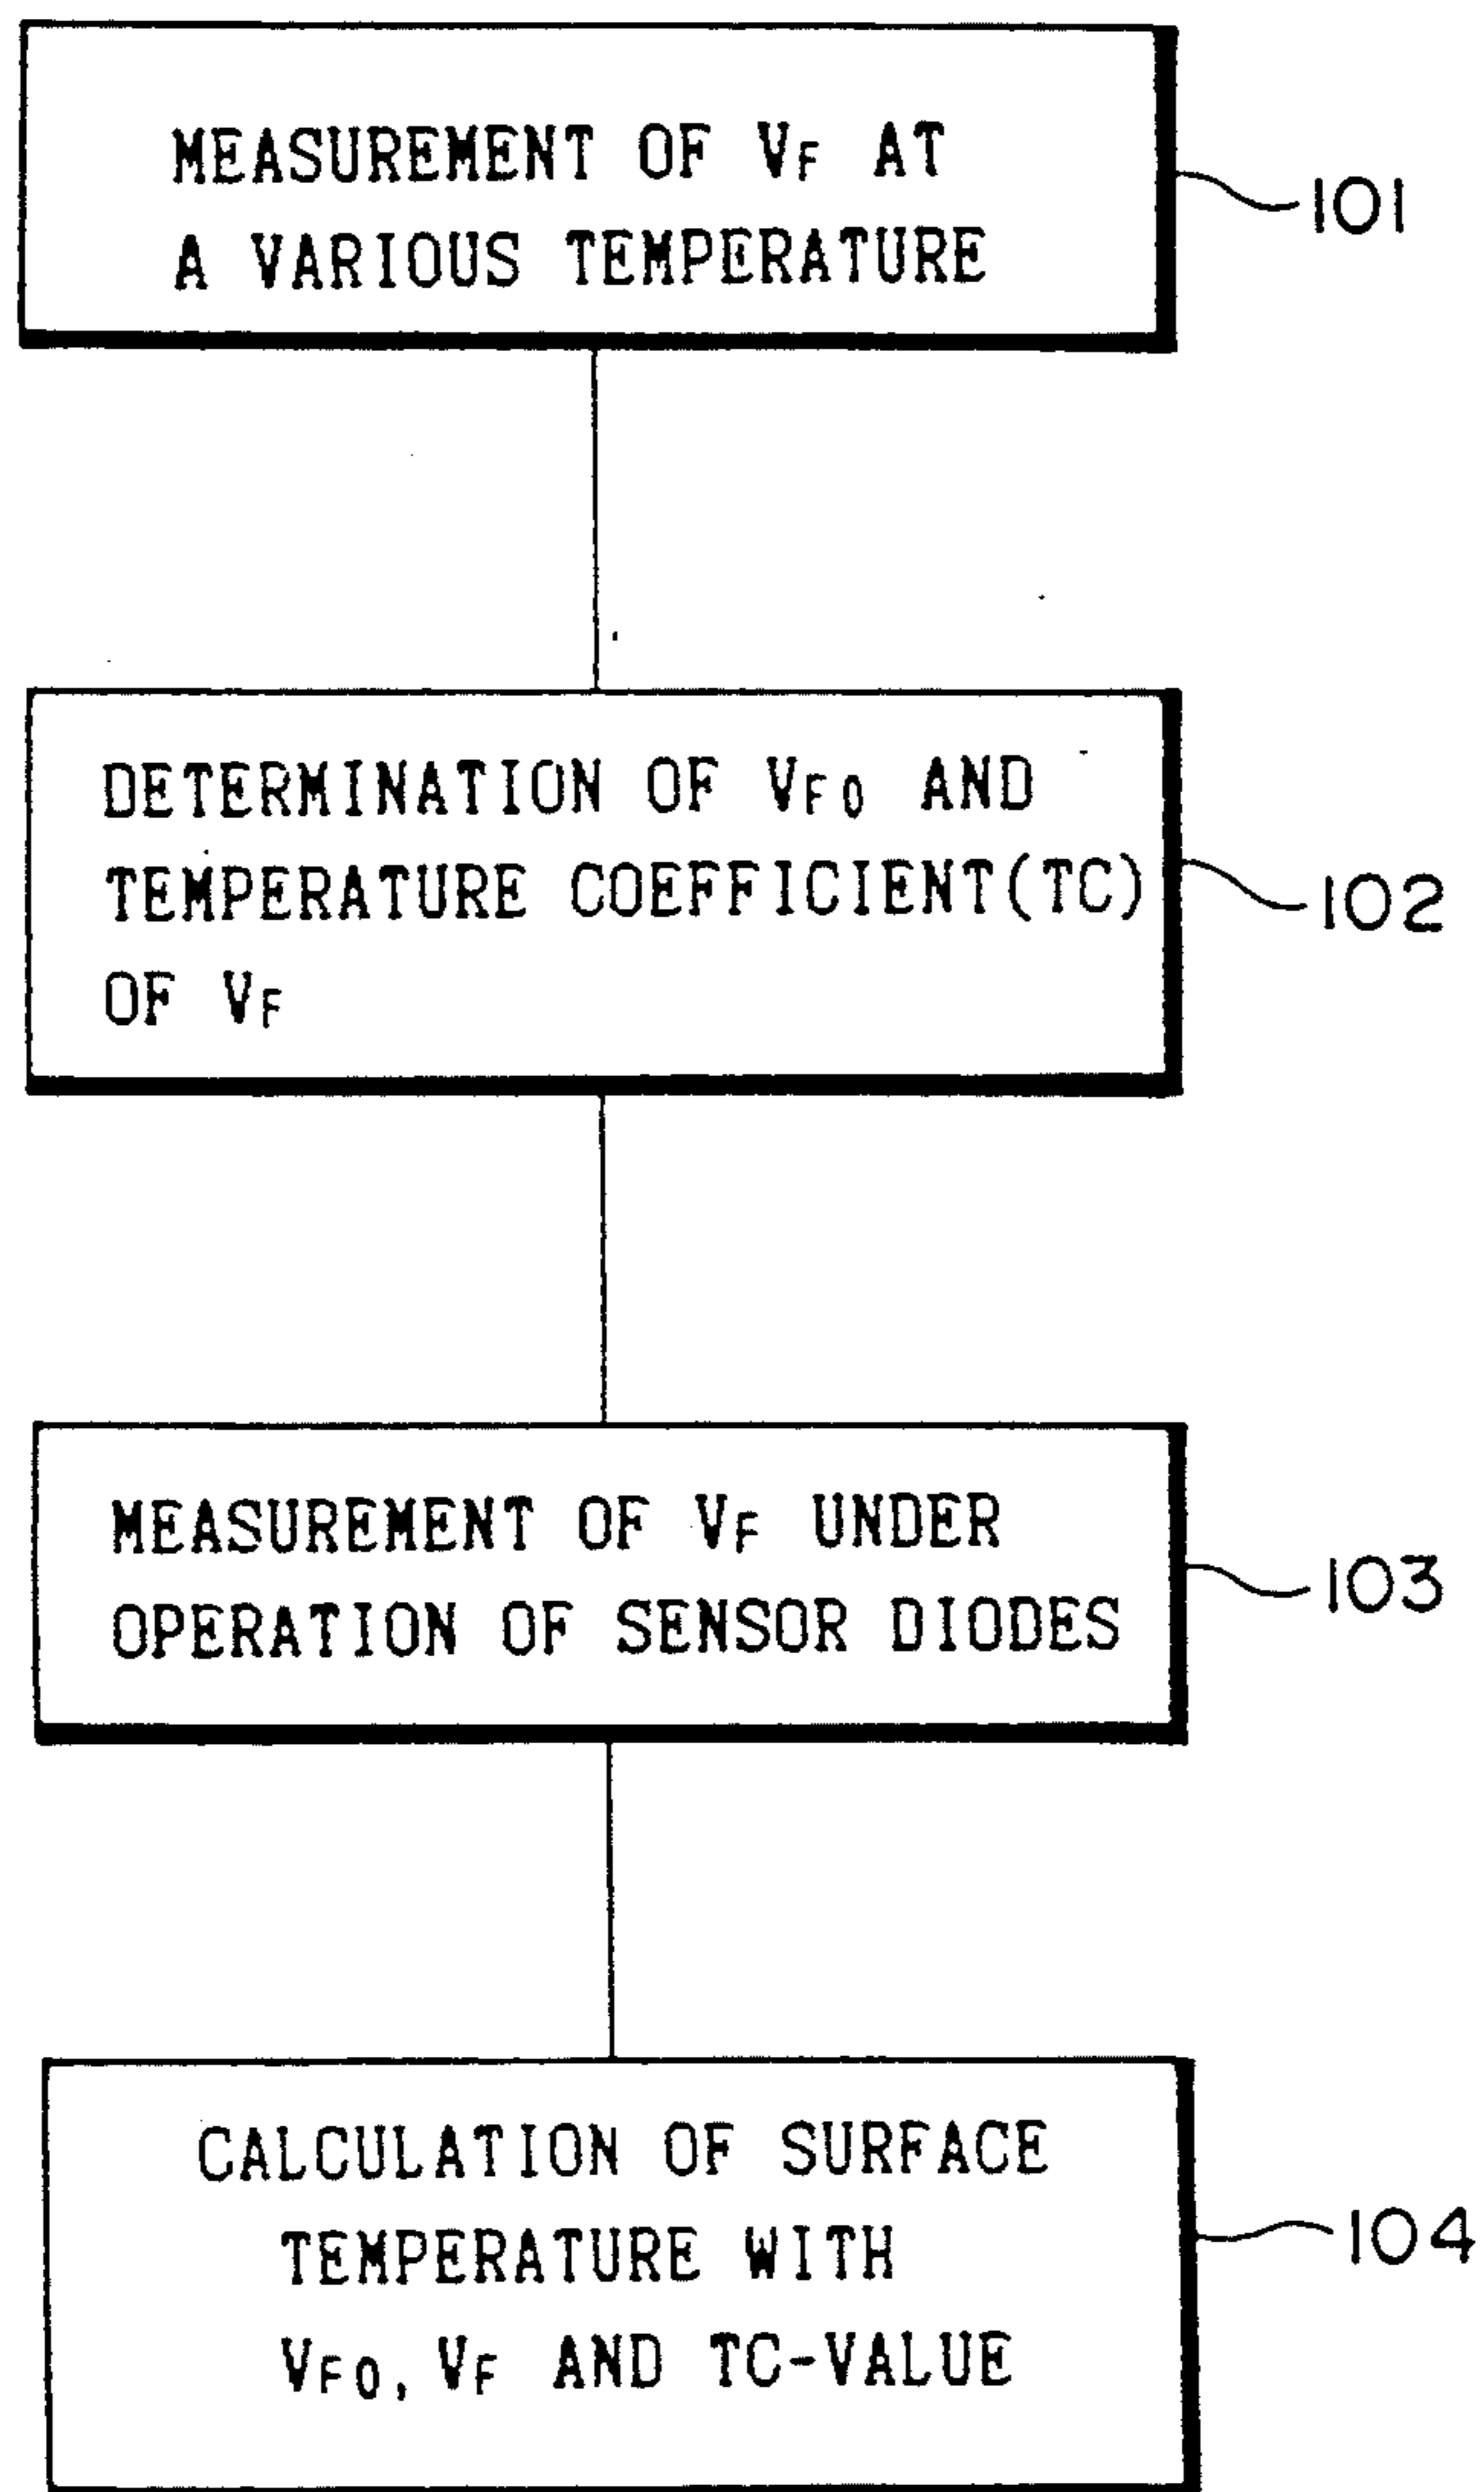 MEASUREMENT OF VF AT
A VARIOUS TEMPERATURE
101
DETERMINATION OF VF0 AND
TEMPERATURE COEFFICIENT(TC)
OF VF
102
MEASUREMENT OF VF UNDER
OPERATION OF SENSOR DIODES
103
CALCULATION OF SURFACE
TEMPERATURE WITH
VF0, VF AND TC-VALUE
104